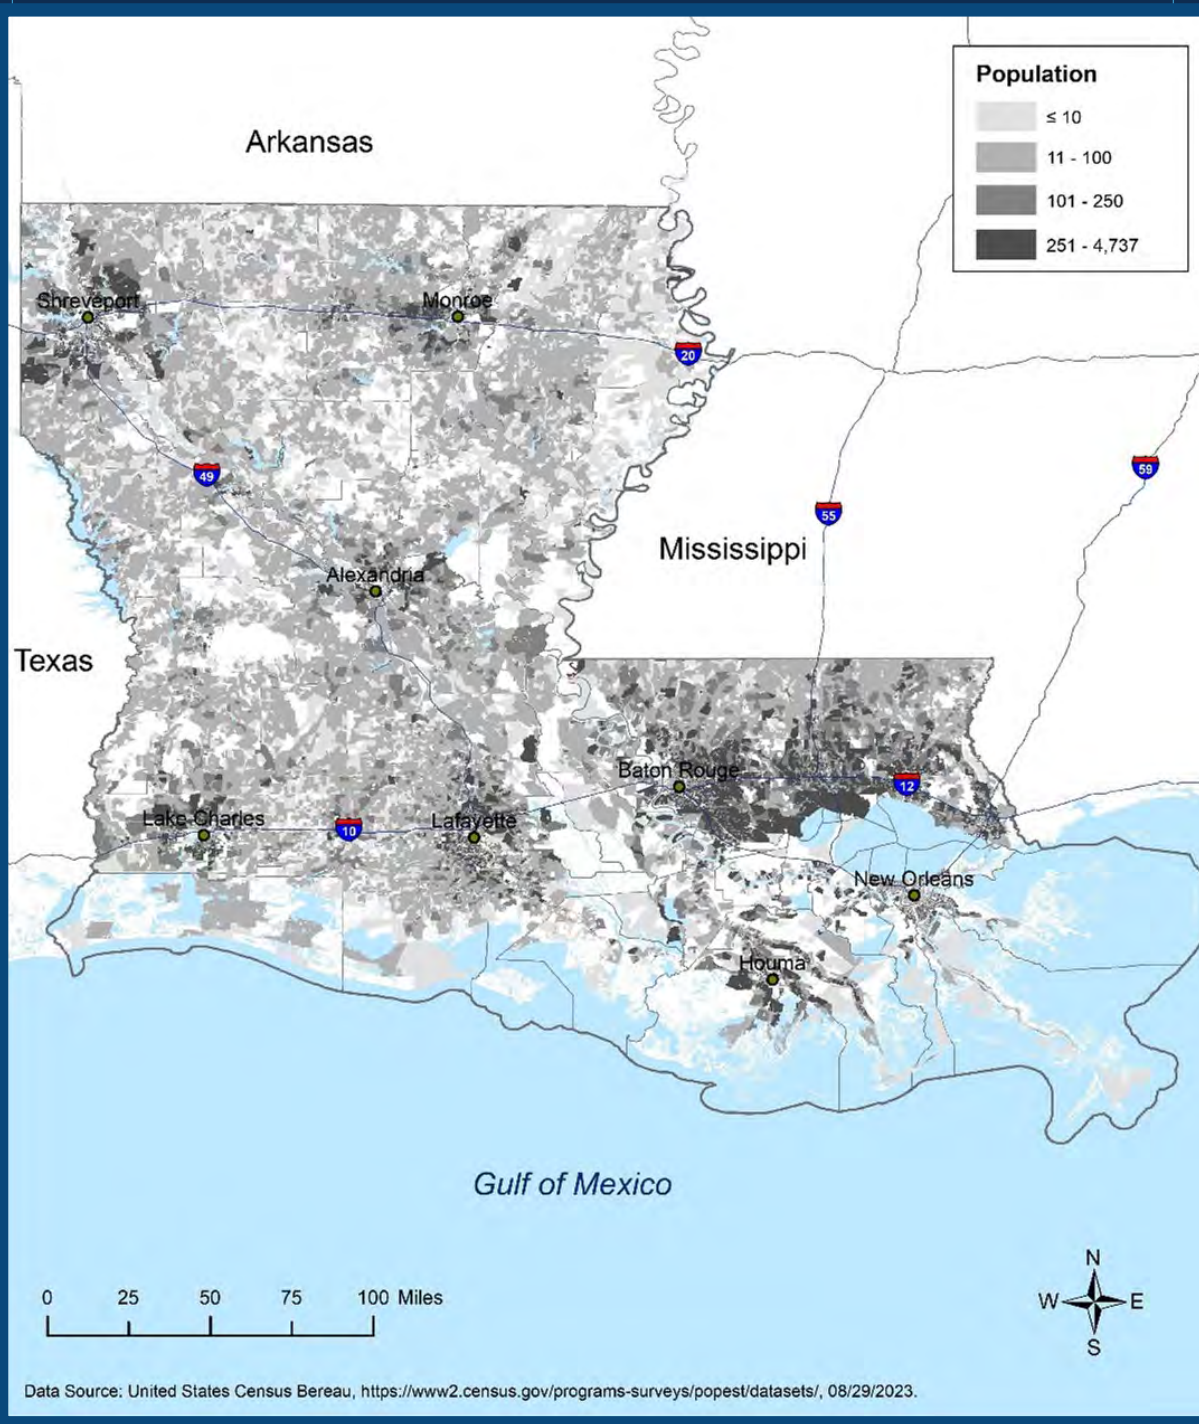 Population
≤ 10
11 - 100
101 - 250
251 - 4,737
Arkansas
Shreveport
Monroe
20
49
59
55
Mississippi
Alexandria
Texas
Baton Rouge
12
Lake Charles
10
Lafayette
New Orleans
Houma
Gulf of Mexico
N
W E
S
0 25 50 75 100 Miles
Data Source: United States Census Bereau, https://www2.census.gov/programs-surveys/popest/datasets/, 08/29/2023.